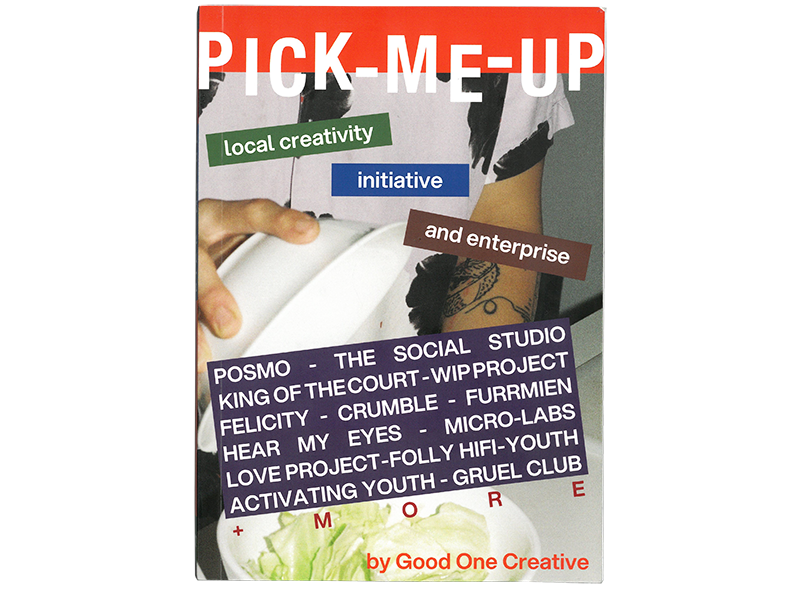 PICK-ME-UP
local creativity
initiative
and enterprise
POSMO - THE SOCIAL STUDIO
KING OF THE COURT - WIP PROJECT
FELICITY - CRUMBLE - FURRMIEN
HEAR MY EYES - MICRO-LABS
LOVE PROJECT-FOLLY HIFI-YOUTH
ACTIVATING YOUTH - GRUEL CLUB
+ M O R E
by Good One Creative